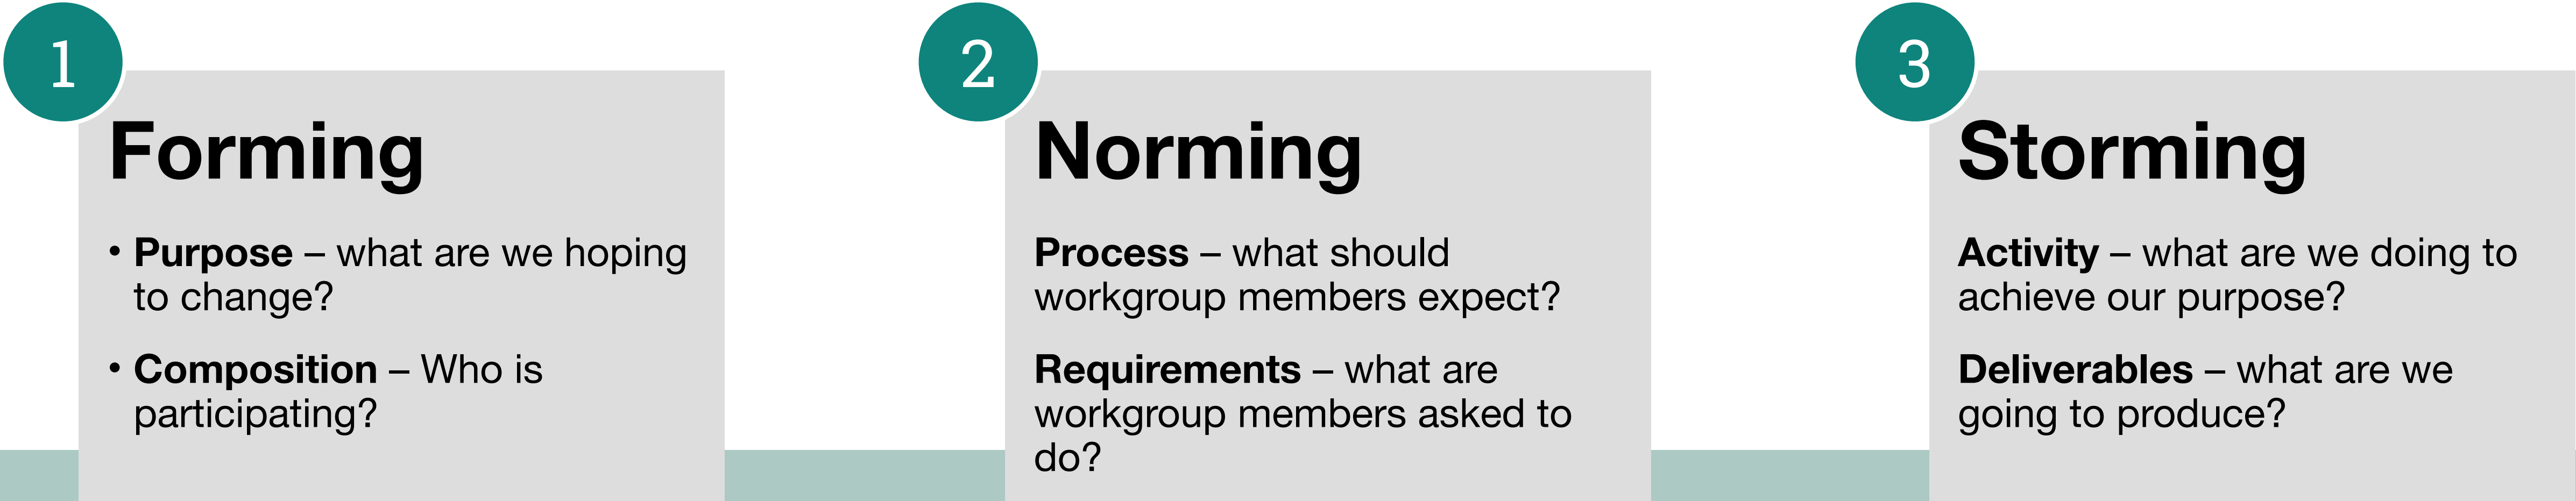 1
Forming
• Purpose – what are we hoping
to change?
• Composition – Who is
participating?
2
Norming
Process – what should
workgroup members expect?
Requirements – what are
workgroup members asked to
do?
3
Storming
Activity – what are we doing to
achieve our purpose?
Deliverables – what are we
going to produce?